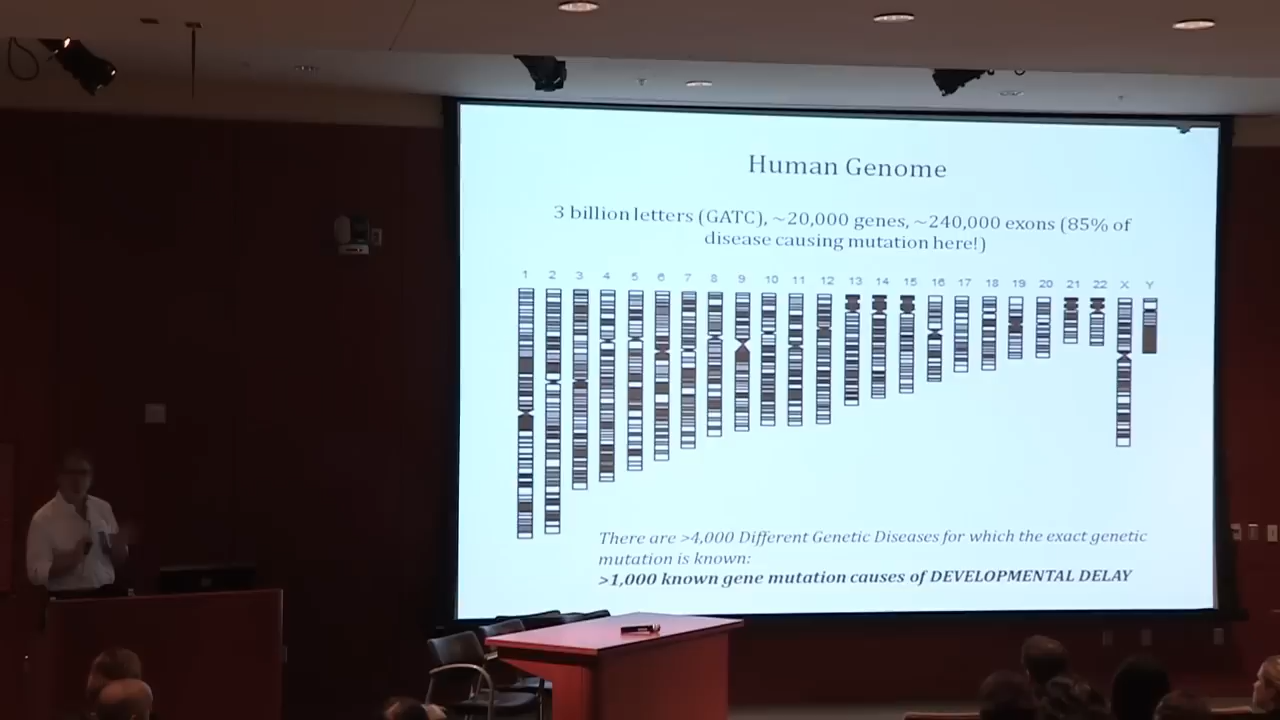 Human Genome
3 billion letters (GATC), ~20,000 genes, ~240,000 exons (85% of
disease causing mutation here!)
1 2 3 4 5 6 7 8 9 10 11 12 13 14 15 16 17 18 19 20 21 22 X Y
There are >4,000 Different Genetic Diseases for which the exact genetic
mutation is known:
>1,000 known gene mutation causes of DEVELOPMENTAL DELAY